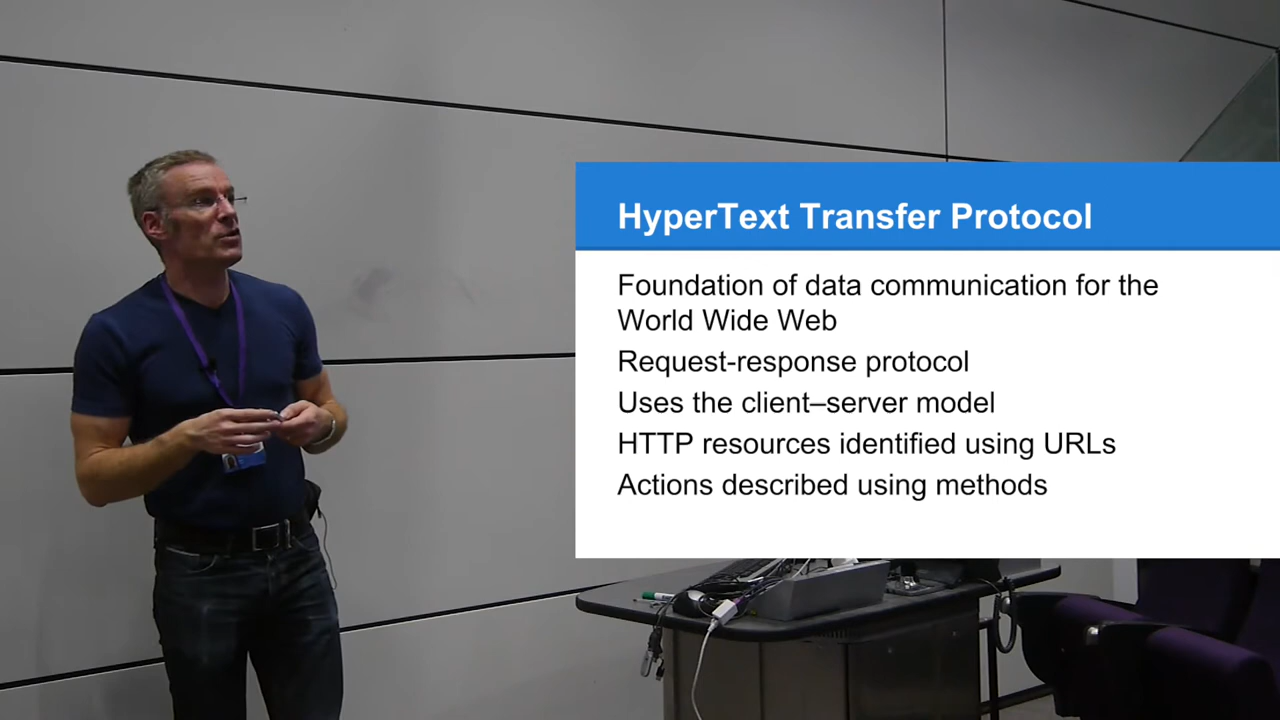 HyperText Transfer Protocol
Foundation of data communication for the
World Wide Web
Request-response protocol
Uses the client–server model
HTTP resources identified using URLs
Actions described using methods